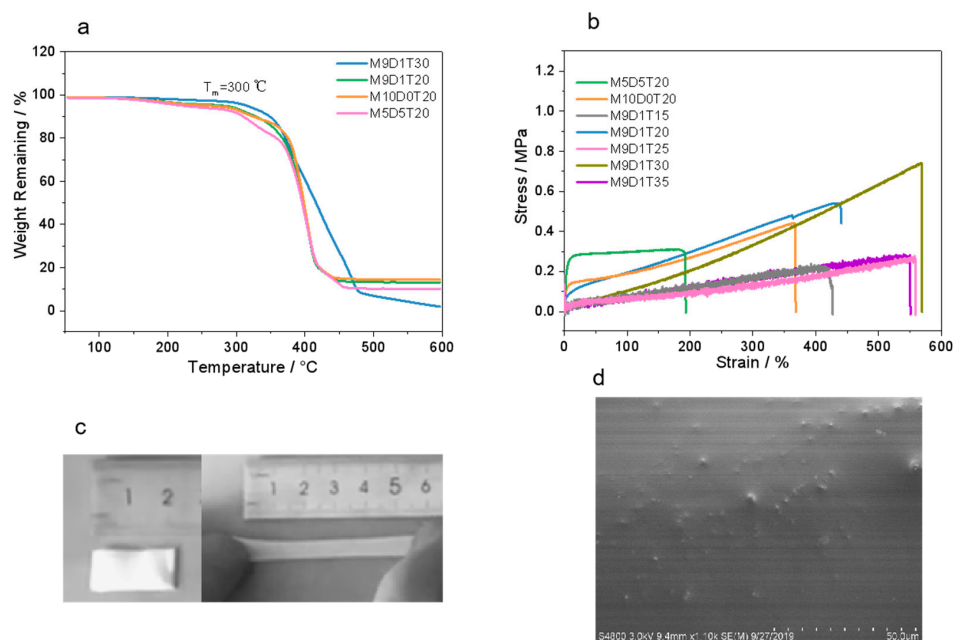 a
120
100
80
60
40
20
0
Weight Remaining / %
100
200
300
400
500
600
Temperature / °C
Tm=300 ℃
M9D1T30
M9D1T20
M10D0T20
M5D5T20
b
1.2
1.0
0.8
0.6
0.4
0.2
0.0
Stress / MPa
0
100
200
300
400
500
600
Strain / %
M5D5T20
M10D0T20
M9D1T15
M9D1T20
M9D1T25
M9D1T30
M9D1T35
c
1 2
1 2 3 4 5 6
d
S4800 3.0kV 9.4mm x1.10k SE(M) 9/27/2019 50.0um